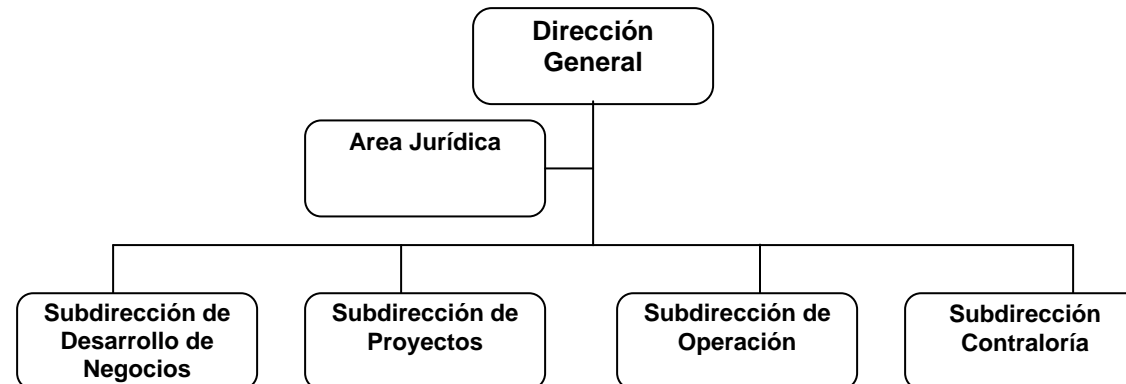 Dirección
General
Area Jurídica
Subdirección de
Desarrollo de
Negocios
Subdirección de
Proyectos
Subdirección de
Operación
Subdirección
Contraloría